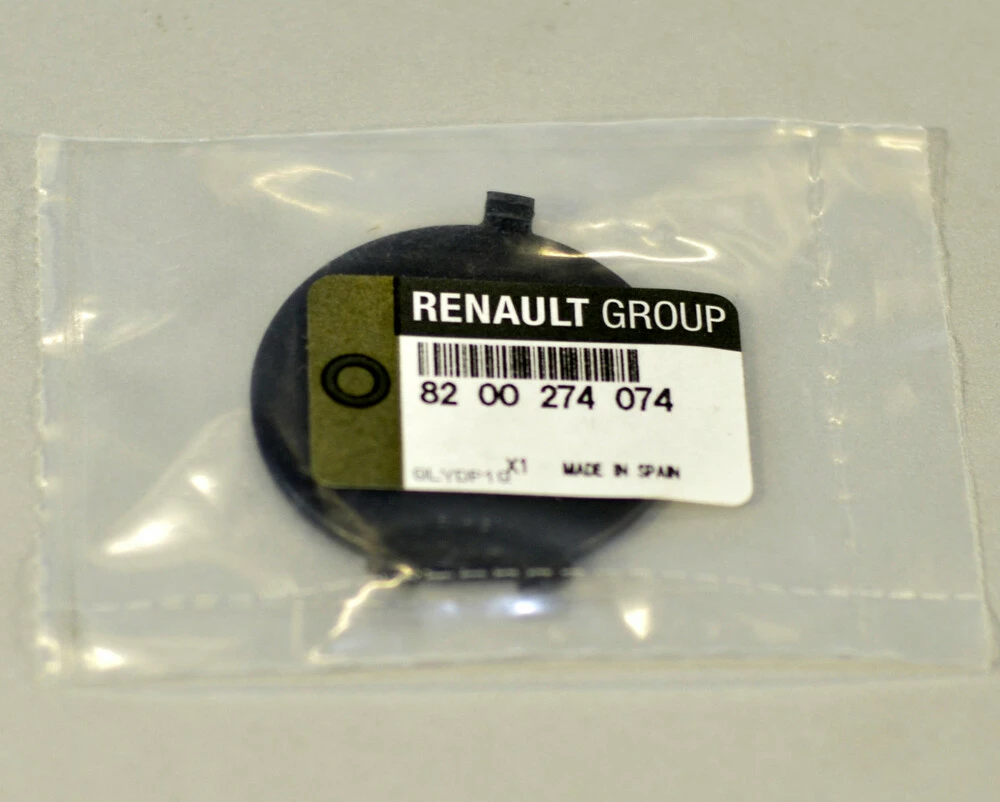 RENAULT GROUP
82 00 274 074
X1 MADE IN SPAIN